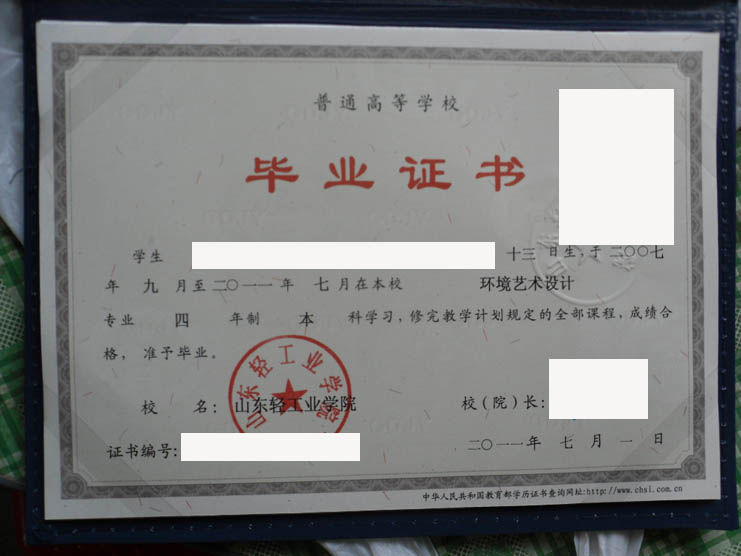 普通高等学校
毕业证书
学生 十三 日生,于 二〇〇七
年 九 月至 二〇一一 年 七 月在本校 环境艺术设计
专业 四 年制 本 科学习,修完教学计划规定的全部课程,成绩合
格, 准予毕业。
校 名: 山东轻工业学院 校(院)长:
山东轻工业学院
证书编号: 二〇一一 年 七 月 一 日
中华人民共和国教育部学历证书查询网址:http://www.chsi.com.cn